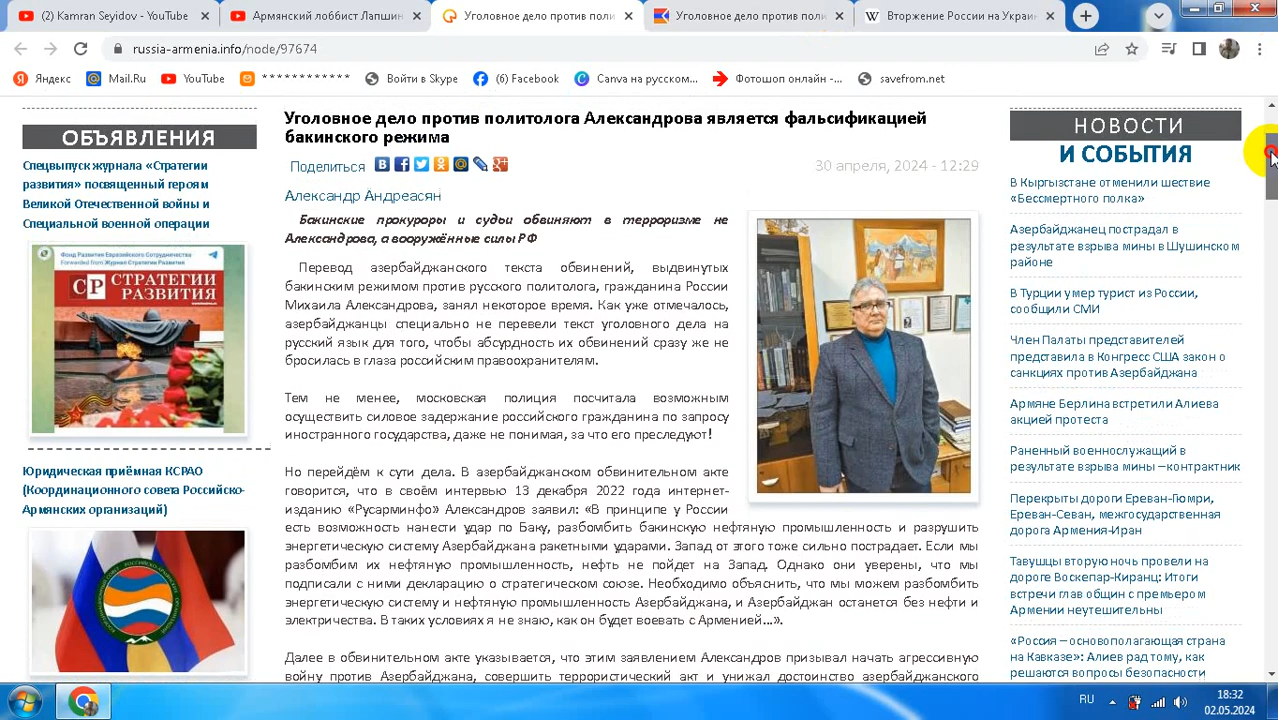 (2) Kamran Seyidov - YouTube
Армянский лоббист Лапшин
Уголовное дело против поли
Уголовное дело против поли
Вторжение России на Украи
russia-armenia.info/node/97674
Яндекс
Mail.Ru
YouTube
* * * * * * * * * * * *
Войти в Skype
(6) Facebook
Canva на русском...
Фотошоп онлайн -...
savefrom.net
ОБЪЯВЛЕНИЯ
Спецвыпуск журнала «Стратегии
развития» посвященный героям
Великой Отечественной войны и
Специальной военной операции
Фонд Развития Евразийского Сотрудничества
Forwarded from Журнал Стратегии Развития
СР СТРАТЕГИИ
РАЗВИТИЯ
Юридическая приёмная КСРАО
(Координационного совета Российско-
Армянских организаций)
Уголовное дело против политолога Александрова является фальсификацией
бакинского режима
Поделиться
30 апреля, 2024 - 12:29
Александр Андреасян
Бакинские прокуроры и судьи обвиняют в терроризме не
Александрова, а вооружённые силы РФ
Перевод азербайджанского текста обвинений, выдвинутых
бакинским режимом против русского политолога, гражданина России
Михаила Александрова, занял некоторое время. Как уже отмечалось,
азербайджанцы специально не перевели текст уголовного дела на
русский язык для того, чтобы абсурдность их обвинений сразу же не
бросилась в глаза российским правоохранителям.
Тем не менее, московская полиция посчитала возможным
осуществить силовое задержание российского гражданина по запросу
иностранного государства, даже не понимая, за что его преследуют!
Но перейдём к сути дела. В азербайджанском обвинительном акте
говорится, что в своём интервью 13 декабря 2022 года интернет-
изданию «Русарминфо» Александров заявил: «В принципе у России
есть возможность нанести удар по Баку, разбомбить бакинскую нефтяную промышленность и разрушить
энергетическую систему Азербайджана ракетными ударами. Запад от этого тоже сильно пострадает. Если мы
разбомбим их нефтяную промышленность, нефть не пойдет на Запад. Однако они уверены, что мы
подписали с ними декларацию о стратегическом союзе. Необходимо объяснить, что мы можем разбомбить
энергетическую систему и нефтяную промышленность Азербайджана, и Азербайджан останется без нефти и
электричества. В таких условиях я не знаю, как он будет воевать с Арменией...».
Далее в обвинительном акте указывается, что этим заявлением Александров призывал начать агрессивную
войну против Азербайджана, совершить террористический акт и унижал достоинство азербайджанского
НОВОСТИ
И СОБЫТИЯ
В Кыргызстане отменили шествие
«Бессмертного полка»
Азербайджанец пострадал в
результате взрыва мины в Шушинском
районе
В Турции умер турист из России,
сообщили СМИ
Член Палаты представителей
представила в Конгресс США закон о
санкциях против Азербайджана
Армяне Берлина встретили Алиева
акцией протеста
Раненный военнослужащий в
результате взрыва мины – контрактник
Перекрыты дороги Ереван-Гюмри,
Ереван-Севан, межгосударственная
дорога Армения-Иран
Тавушцы вторую ночь провели на
дороге Воскепар-Киранц: Итоги
встречи глав общин с премьером
Армении неутешительны
«Россия – основополагающая страна
на Кавказе»: Алиев рад тому, как
решаются вопросы безопасности
RU
18:32
02.05.2024